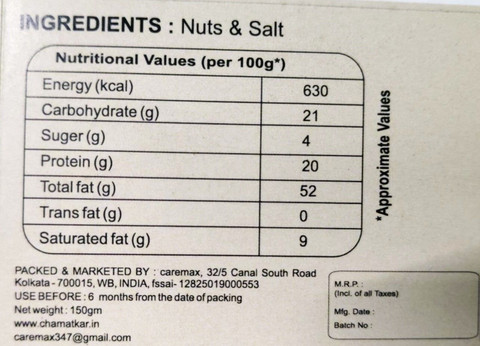 INGREDIENTS : Nuts & Salt
Nutritional Values (per 100g*)
Energy (kcal) 630
Carbohydrate (g) 21
Suger (g) 4
Protein (g) 20
Total fat (g) 52
Trans fat (g) 0
Saturated fat (g) 9
*Approximate Values
PACKED & MARKETED BY : caremax, 32/5 Canal South Road
Kolkata - 700015, WB, INDIA, fssai- 12825019000553
USE BEFORE : 6 months from the date of packing
Net weight : 150gm
www.chamatkar.in
caremax347@gmail.com
M.R.P. :
(Incl. of all Taxes)
Mfg. Date :
Batch No :